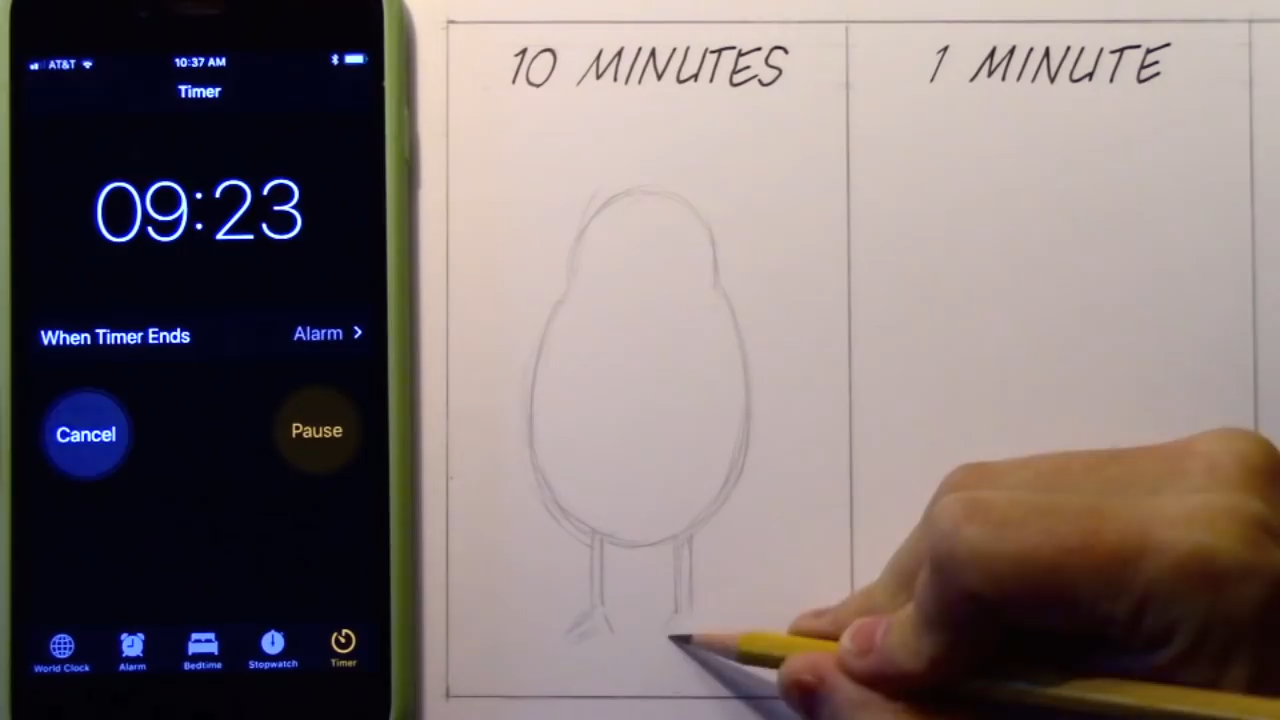 AT&T 10:37 AM
Timer
09:23
When Timer Ends Alarm
Cancel Pause
World Clock Alarm Bedtime Stopwatch Timer
10 MINUTES
1 MINUTE